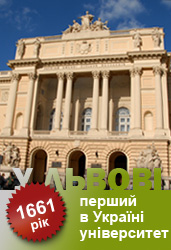 У ЛЬВОВІ
1661
рік
перший
в Україні
університет